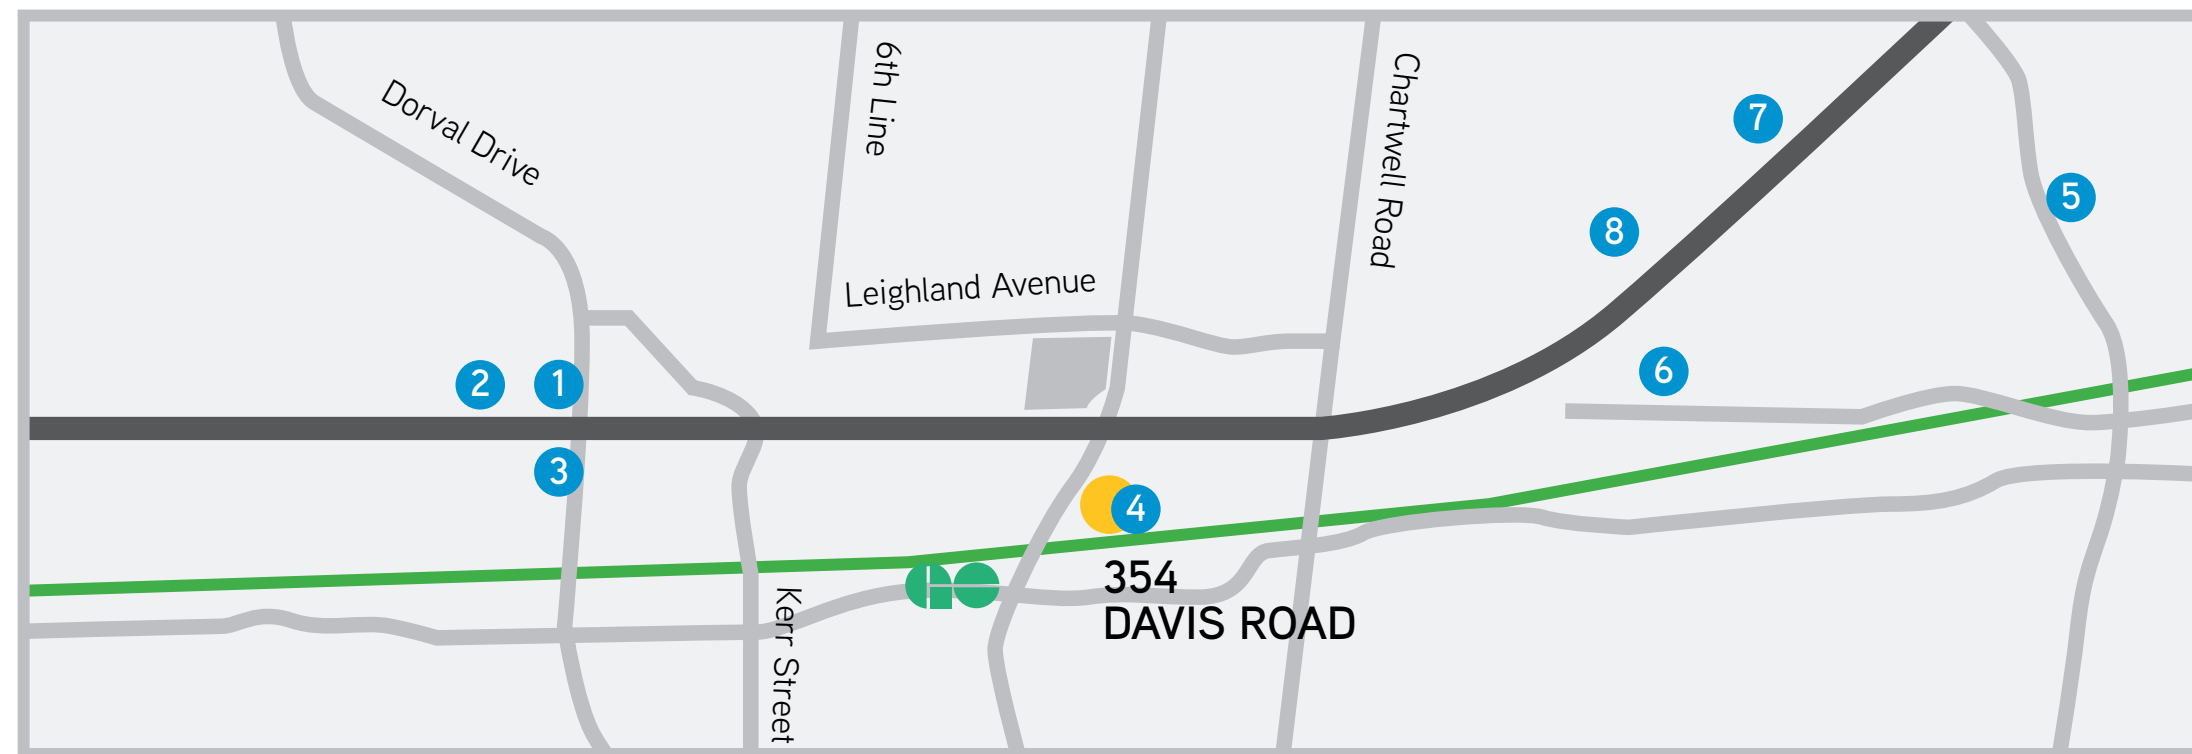 6th Line
Chartwell Road
Dorval Drive
7
5
8
Leighland Avenue
6
2
1
3
4
354
DAVIS ROAD
Kerr Street